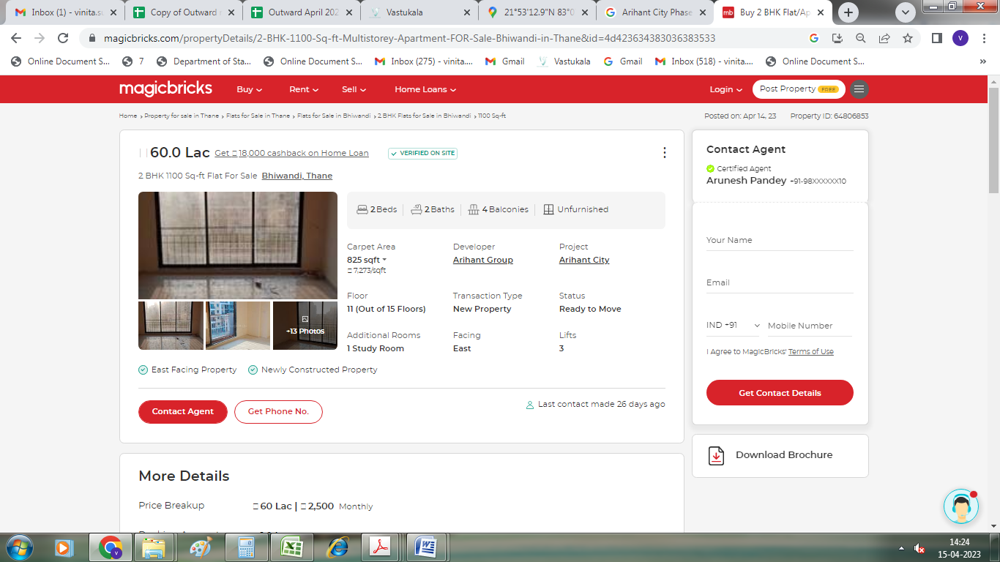 Inbox (1) - vinita.su
Copy of Outward r
Outward April 202
Vastukala
21°53'12.9"N 83°0
Arihant City Phase
Buy 2 BHK Flat/Ap
magicbricks.com/propertyDetails/2-BHK-1100-Sq-ft-Multistorey-Apartment-FOR-Sale-Bhiwandi-in-Thane&id=4d423634383036383533
Online Document S...
7
Department of Sta...
Online Document S...
Inbox (275) - vinita....
Gmail
Vastukala
Gmail
Inbox (518) - vinita....
Online Document S...
magicbricks
Buy
Rent
Sell
Home Loans
Login
Post Property FREE
Home > Property for sale in Thane > Flats for Sale in Thane > Flats for Sale in Bhiwandi > 2 BHK Flats for Sale in Bhiwandi > 1100 Sq-ft
Posted on: Apr 14, 23
Property ID: 64806853
60.0 Lac
Get 18,000 cashback on Home Loan
VERIFIED ON SITE
2 BHK 1100 Sq-ft Flat For Sale Bhiwandi, Thane
2 Beds
2 Baths
4 Balconies
Unfurnished
Carpet Area
825 sqft
7,273/sqft
Developer
Arihant Group
Project
Arihant City
Floor
11 (Out of 15 Floors)
Transaction Type
New Property
Status
Ready to Move
Additional Rooms
1 Study Room
Facing
East
Lifts
3
+13 Photos
East Facing Property
Newly Constructed Property
Contact Agent
Get Phone No.
Last contact made 26 days ago
More Details
Price Breakup
60 Lac | 2,500 Monthly
Contact Agent
Certified Agent
Arunesh Pandey +91-98XXXXXX10
Your Name
Email
IND +91
Mobile Number
I Agree to MagicBricks' Terms of Use
Get Contact Details
Download Brochure
14:24
15-04-2023